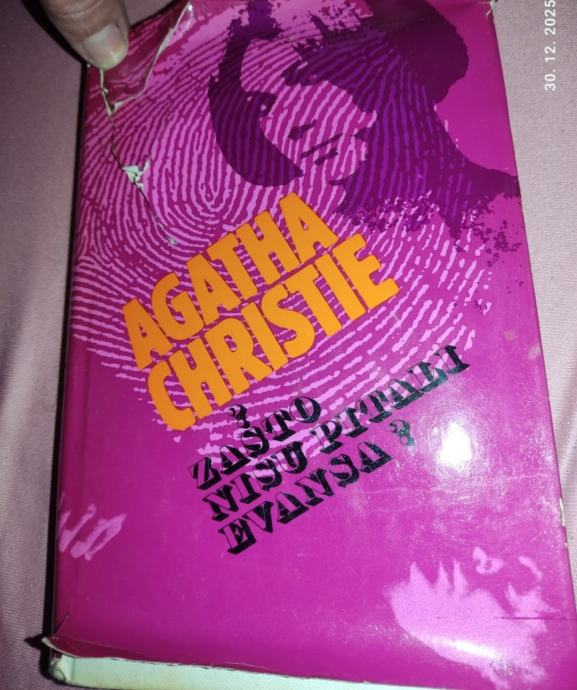 30. 12. 2025
AGATHA
CHRISTIE
?
ZAŠTO
NISU PITALI
EVANSA?